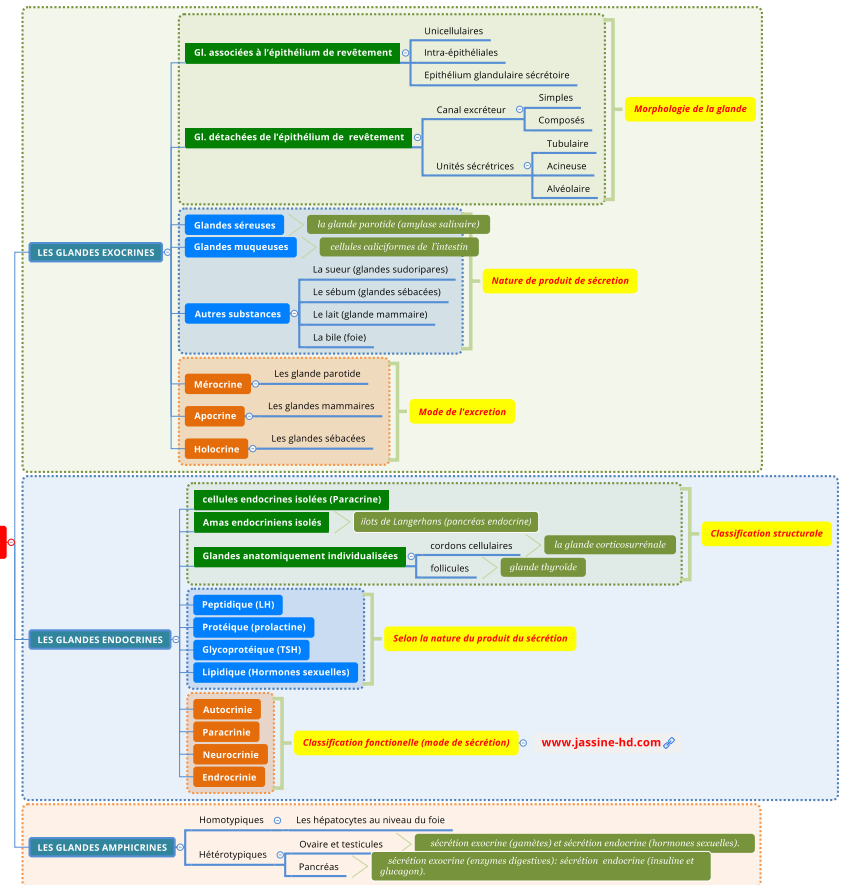 LES GLANDES EXOCRINES
Gl. associées à l'épithélium de revêtement
Unicellulaires
Intra-épithéliales
Epithélium glandulaire sécrétoire
Gl. détachées de l'épithélium de revêtement
Canal excréteur
Simples
Composés
Unités sécrétrices
Tubulaire
Acineuse
Alvéolaire
Morphologie de la glande
Glandes séreuses
la glande parotide (amylase salivaire)
Glandes muqueuses
cellules caliciformes de l'intestin
Autres substances
La sueur (glandes sudoripares)
Le sébum (glandes sébacées)
Le lait (glande mammaire)
La bile (foie)
Nature de produit de sécretion
Mérocrine
Les glande parotide
Apocrine
Les glandes mammaires
Holocrine
Les glandes sébacées
Mode de l'excretion
LES GLANDES ENDOCRINES
cellules endocrines isolées (Paracrine)
Amas endocriniens isolés
ilots de Langerhans (pancréas endocrine)
Glandes anatomiquement individualisées
cordons cellulaires
la glande corticosurrénale
follicules
glande thyroïde
Classification structurale
Peptidique (LH)
Protéique (prolactine)
Glycoprotéique (TSH)
Lipidique (Hormones sexuelles)
Selon la nature du produit du sécrétion
Autocrinie
Paracrinie
Neurocrinie
Endrocrinie
Classification fonctionelle (mode de sécrétion)
www.jassine-hd.com
LES GLANDES AMPHICRINES
Homotypiques
Les hépatocytes au niveau du foie
Hétérotypiques
Ovaire et testicules
sécrétion exocrine (gamètes) et sécrétion endocrine (hormones sexuelles).
Pancréas
sécrétion exocrine (enzymes digestives): sécrétion endocrine (insuline et
glucagon).